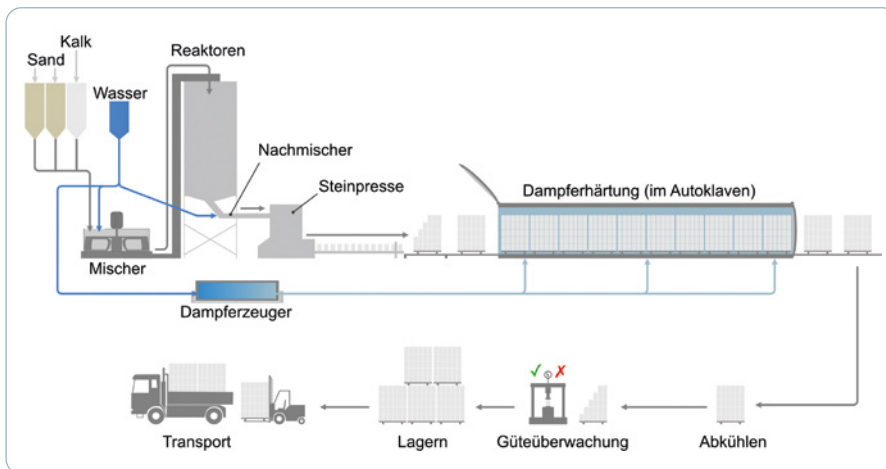 Kalk
Sand
Wasser
Reaktoren
Nachmischer
Steinpresse
Dampferhärtung (im Autoklaven)
Mischer
Dampferzeuger
Transport
Lagern
Güteüberwachung
Abkühlen